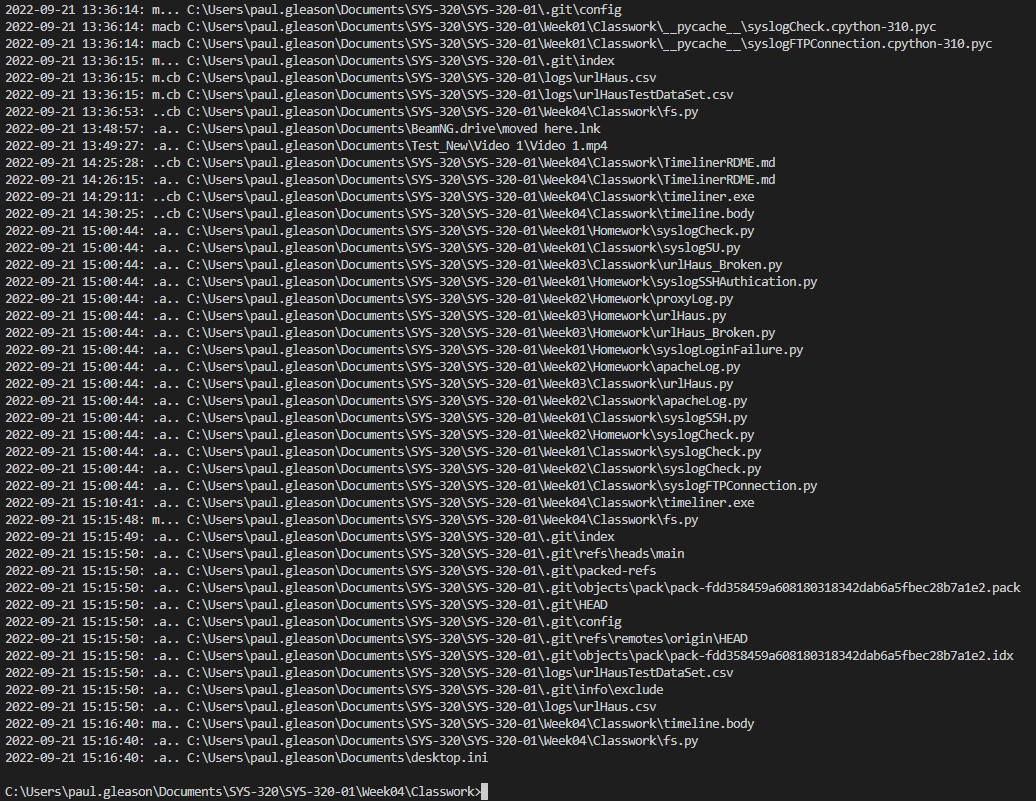 2022-09-21 13:36:14: m... C:\Users\paul.gleason\Documents\SYS-320\SYS-320-01\.git\config
2022-09-21 13:36:14: macb C:\Users\paul.gleason\Documents\SYS-320\SYS-320-01\Week01\Classwork\__pycache__\syslogCheck.cpython-310.pyc
2022-09-21 13:36:14: macb C:\Users\paul.gleason\Documents\SYS-320\SYS-320-01\Week01\Classwork\__pycache__\syslogFTPConnection.cpython-310.pyc
2022-09-21 13:36:15: m... C:\Users\paul.gleason\Documents\SYS-320\SYS-320-01\.git\index
2022-09-21 13:36:15: m.cb C:\Users\paul.gleason\Documents\SYS-320\SYS-320-01\logs\urlHaus.csv
2022-09-21 13:36:15: m.cb C:\Users\paul.gleason\Documents\SYS-320\SYS-320-01\logs\urlHausTestDataSet.csv
2022-09-21 13:36:53: ..cb C:\Users\paul.gleason\Documents\SYS-320\SYS-320-01\Week04\Classwork\fs.py
2022-09-21 13:48:57: .a.. C:\Users\paul.gleason\Documents\BeamNG.drive\moved here.lnk
2022-09-21 13:49:27: .a.. C:\Users\paul.gleason\Documents\Test_New\Video 1\Video 1.mp4
2022-09-21 14:25:28: ..cb C:\Users\paul.gleason\Documents\SYS-320\SYS-320-01\Week04\Classwork\TimelinerRDME.md
2022-09-21 14:26:15: .a.. C:\Users\paul.gleason\Documents\SYS-320\SYS-320-01\Week04\Classwork\TimelinerRDME.md
2022-09-21 14:29:11: ..cb C:\Users\paul.gleason\Documents\SYS-320\SYS-320-01\Week04\Classwork\timeliner.exe
2022-09-21 14:30:25: ..cb C:\Users\paul.gleason\Documents\SYS-320\SYS-320-01\Week04\Classwork\timeline.body
2022-09-21 15:00:44: .a.. C:\Users\paul.gleason\Documents\SYS-320\SYS-320-01\Week01\Homework\syslogCheck.py
2022-09-21 15:00:44: .a.. C:\Users\paul.gleason\Documents\SYS-320\SYS-320-01\Week01\Classwork\syslogSU.py
2022-09-21 15:00:44: .a.. C:\Users\paul.gleason\Documents\SYS-320\SYS-320-01\Week03\Classwork\urlHaus_Broken.py
2022-09-21 15:00:44: .a.. C:\Users\paul.gleason\Documents\SYS-320\SYS-320-01\Week01\Homework\syslogSSHAuthication.py
2022-09-21 15:00:44: .a.. C:\Users\paul.gleason\Documents\SYS-320\SYS-320-01\Week02\Homework\proxyLog.py
2022-09-21 15:00:44: .a.. C:\Users\paul.gleason\Documents\SYS-320\SYS-320-01\Week03\Homework\urlHaus.py
2022-09-21 15:00:44: .a.. C:\Users\paul.gleason\Documents\SYS-320\SYS-320-01\Week03\Homework\urlHaus_Broken.py
2022-09-21 15:00:44: .a.. C:\Users\paul.gleason\Documents\SYS-320\SYS-320-01\Week01\Homework\syslogLoginFailure.py
2022-09-21 15:00:44: .a.. C:\Users\paul.gleason\Documents\SYS-320\SYS-320-01\Week02\Homework\apacheLog.py
2022-09-21 15:00:44: .a.. C:\Users\paul.gleason\Documents\SYS-320\SYS-320-01\Week03\Classwork\urlHaus.py
2022-09-21 15:00:44: .a.. C:\Users\paul.gleason\Documents\SYS-320\SYS-320-01\Week02\Classwork\apacheLog.py
2022-09-21 15:00:44: .a.. C:\Users\paul.gleason\Documents\SYS-320\SYS-320-01\Week01\Classwork\syslogSSH.py
2022-09-21 15:00:44: .a.. C:\Users\paul.gleason\Documents\SYS-320\SYS-320-01\Week02\Homework\syslogCheck.py
2022-09-21 15:00:44: .a.. C:\Users\paul.gleason\Documents\SYS-320\SYS-320-01\Week01\Classwork\syslogCheck.py
2022-09-21 15:00:44: .a.. C:\Users\paul.gleason\Documents\SYS-320\SYS-320-01\Week02\Classwork\syslogCheck.py
2022-09-21 15:00:44: .a.. C:\Users\paul.gleason\Documents\SYS-320\SYS-320-01\Week01\Classwork\syslogFTPConnection.py
2022-09-21 15:10:41: .a.. C:\Users\paul.gleason\Documents\SYS-320\SYS-320-01\Week04\Classwork\timeliner.exe
2022-09-21 15:15:48: m... C:\Users\paul.gleason\Documents\SYS-320\SYS-320-01\Week04\Classwork\fs.py
2022-09-21 15:15:49: .a.. C:\Users\paul.gleason\Documents\SYS-320\SYS-320-01\.git\index
2022-09-21 15:15:50: .a.. C:\Users\paul.gleason\Documents\SYS-320\SYS-320-01\.git\refs\heads\main
2022-09-21 15:15:50: .a.. C:\Users\paul.gleason\Documents\SYS-320\SYS-320-01\.git\packed-refs
2022-09-21 15:15:50: .a.. C:\Users\paul.gleason\Documents\SYS-320\SYS-320-01\.git\objects\pack\pack-fdd358459a608180318342dab6a5fbec28b7a1e2.pack
2022-09-21 15:15:50: .a.. C:\Users\paul.gleason\Documents\SYS-320\SYS-320-01\.git\HEAD
2022-09-21 15:15:50: .a.. C:\Users\paul.gleason\Documents\SYS-320\SYS-320-01\.git\config
2022-09-21 15:15:50: .a.. C:\Users\paul.gleason\Documents\SYS-320\SYS-320-01\.git\refs\remotes\origin\HEAD
2022-09-21 15:15:50: .a.. C:\Users\paul.gleason\Documents\SYS-320\SYS-320-01\.git\objects\pack\pack-fdd358459a608180318342dab6a5fbec28b7a1e2.idx
2022-09-21 15:15:50: .a.. C:\Users\paul.gleason\Documents\SYS-320\SYS-320-01\logs\urlHausTestDataSet.csv
2022-09-21 15:15:50: .a.. C:\Users\paul.gleason\Documents\SYS-320\SYS-320-01\.git\info\exclude
2022-09-21 15:15:50: .a.. C:\Users\paul.gleason\Documents\SYS-320\SYS-320-01\logs\urlHaus.csv
2022-09-21 15:16:40: ma.. C:\Users\paul.gleason\Documents\SYS-320\SYS-320-01\Week04\Classwork\timeline.body
2022-09-21 15:16:40: .a.. C:\Users\paul.gleason\Documents\SYS-320\SYS-320-01\Week04\Classwork\fs.py
2022-09-21 15:16:40: .a.. C:\Users\paul.gleason\Documents\desktop.ini
C:\Users\paul.gleason\Documents\SYS-320\SYS-320-01\Week04\Classwork>